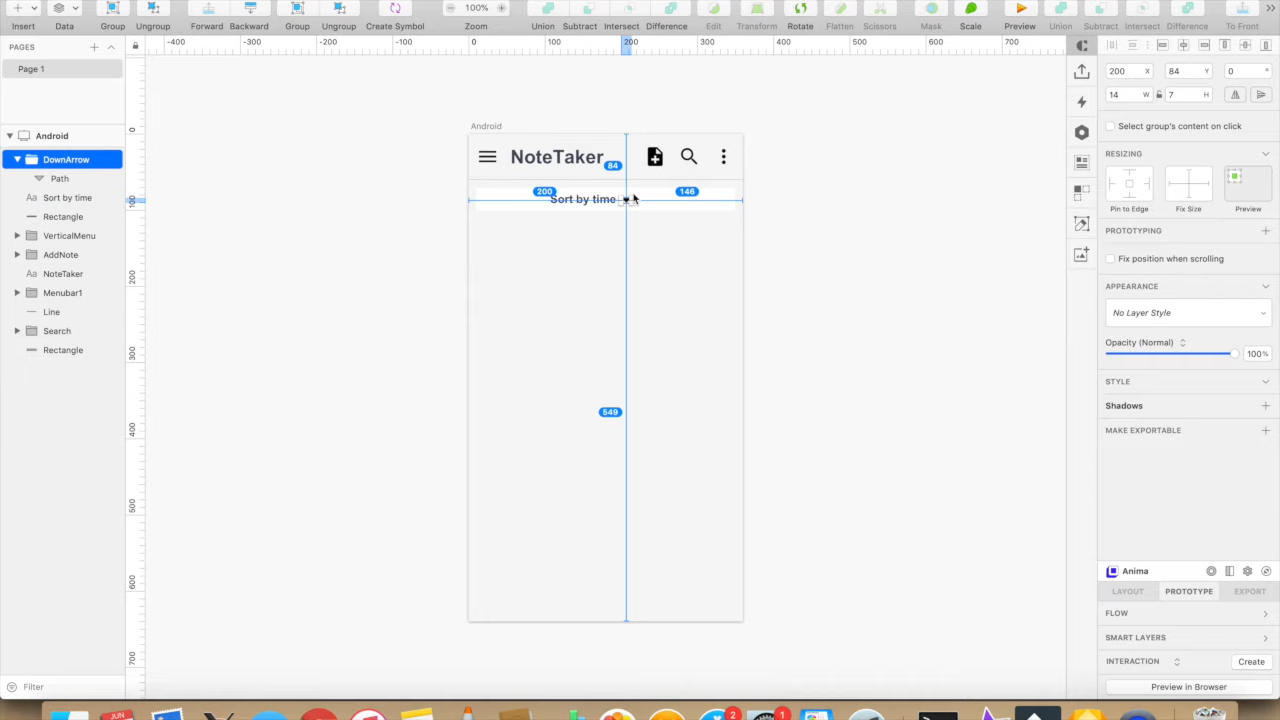 100%
Insert Data Group Ungroup Forward Backward Group Ungroup Create Symbol Zoom Union Subtract Intersect Difference Edit Transform Rotate Flatten Scissors Mask Scale Preview Union Subtract Intersect Difference To Front
PAGES
Page 1
Android
DownArrow
Path
Aa Sort by time
Rectangle
VerticalMenu
AddNote
Aa NoteTaker
Menubar1
Line
Search
Rectangle
Filter
-400 -300 -200 -100 0 100 200 300 400 500 600 700
0
100
200
300
400
500
600
700
Android
NoteTaker
84
200
146
Sort by time
549
200 X 84 Y 0 °
14 W 7 H
Select group's content on click
RESIZING
Pin to Edge Fix Size Preview
PROTOTYPING
Fix position when scrolling
APPEARANCE
No Layer Style
Opacity (Normal)
100%
STYLE
Shadows
MAKE EXPORTABLE
Anima
LAYOUT PROTOTYPE EXPORT
FLOW
SMART LAYERS
INTERACTION Create
Preview in Browser
JUN
2
1